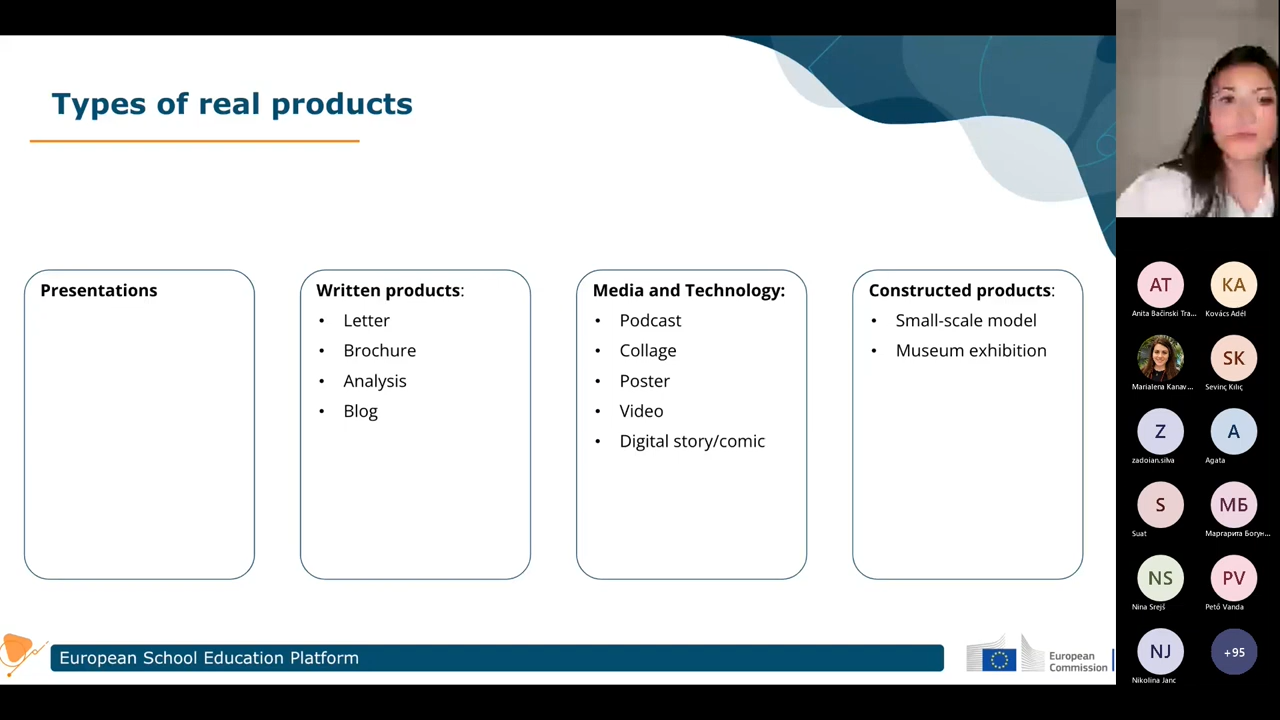 Types of real products
Presentations
Written products:
• Letter
• Brochure
• Analysis
• Blog
Media and Technology:
• Podcast
• Collage
• Poster
• Video
• Digital story/comic
Constructed products:
• Small-scale model
• Museum exhibition
European School Education Platform
European
Commission
AT
Anita Bačinski Tra...
KA
Kovács Adél
Marialena Kanav...
SK
Sevinç Kılıç
Z
zadoian.silva
A
Agata
S
Suat
МБ
Маргарита Богун...
NS
Nina Srejš
PV
Pető Vanda
NJ
Nikolina Janc
+95